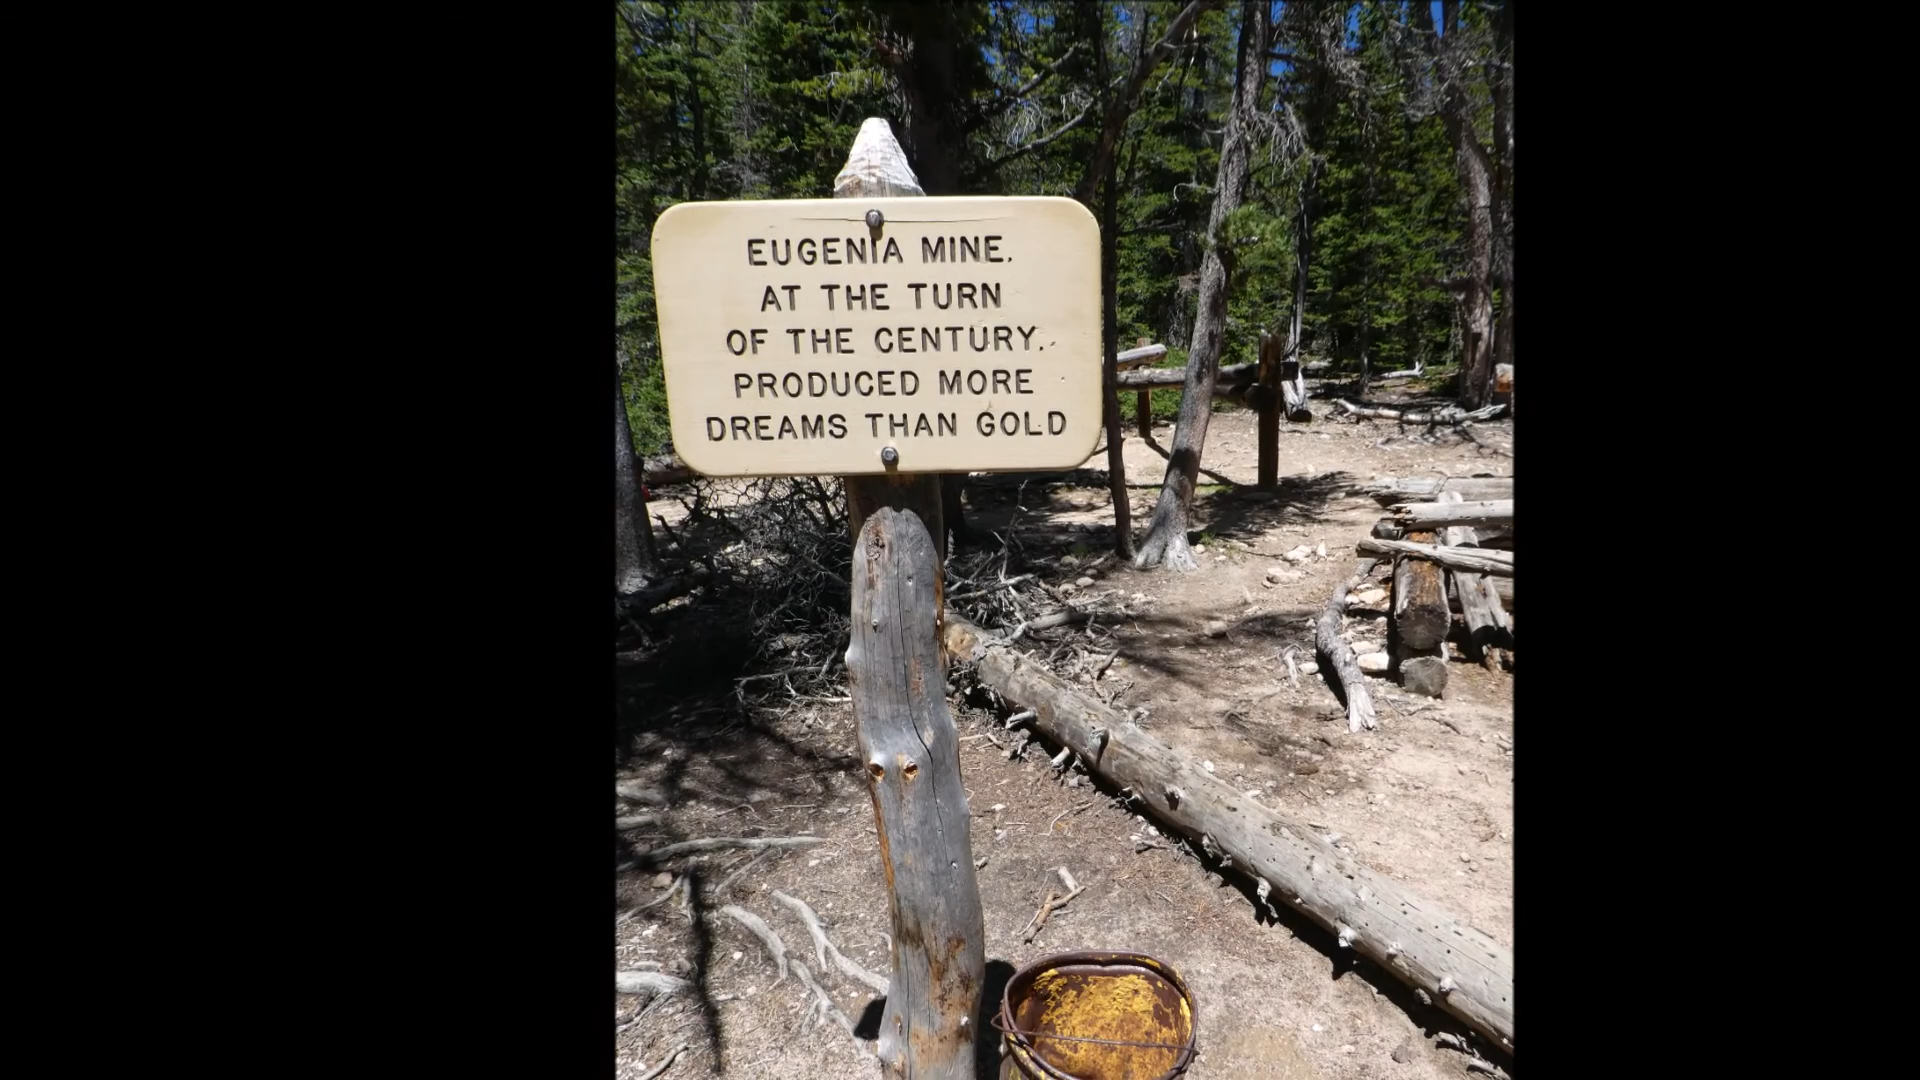 EUGENIA MINE,
AT THE TURN
OF THE CENTURY,
PRODUCED MORE
DREAMS THAN GOLD